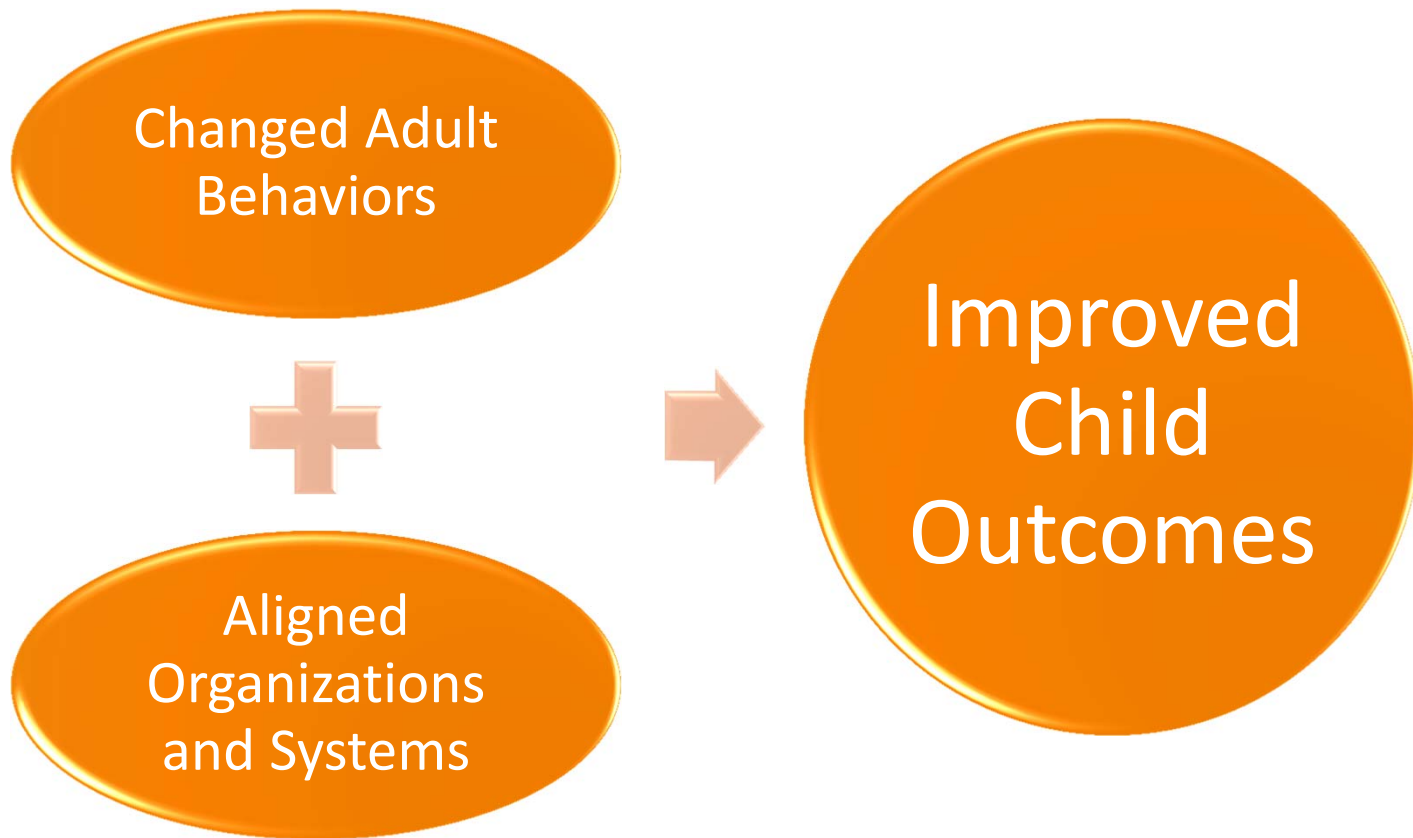 Changed Adult
Behaviors
Aligned
Organizations
and Systems
Improved
Child
Outcomes